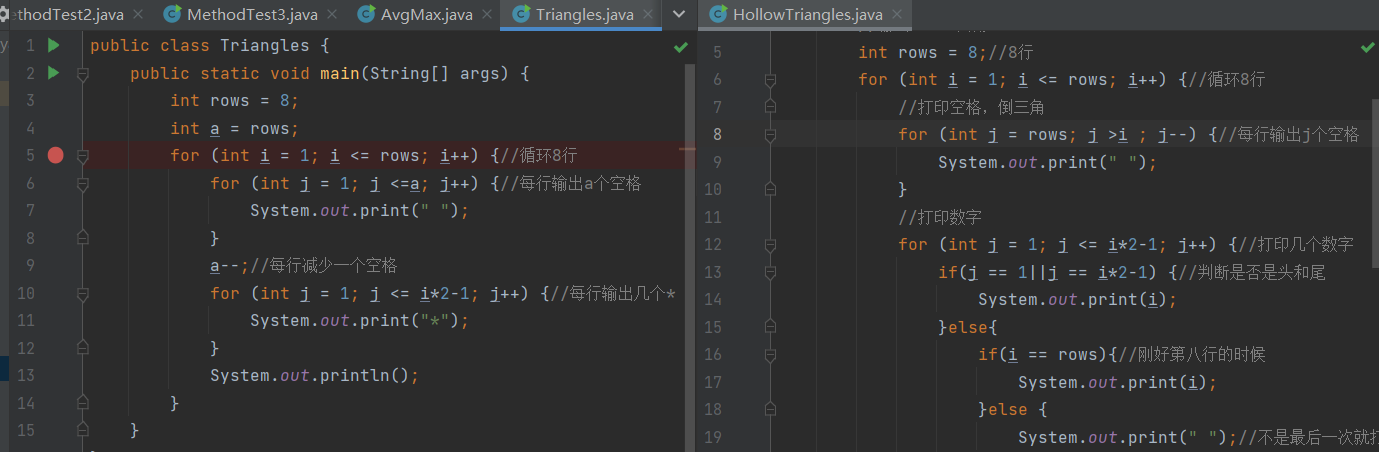 ethodTest2.java MethodTest3.java AvgMax.java Triangles.java
1 public class Triangles {
2 public static void main(String[] args) {
3 int rows = 8;
4 int a = rows;
5 for (int i = 1; i <= rows; i++) {//循环8行
6 for (int j = 1; j <=a; j++) {//每行输出a个空格
7 System.out.print(" ");
8 }
9 a--;//每行减少一个空格
10 for (int j = 1; j <= i*2-1; j++) {//每行输出几个*
11 System.out.print("*");
12 }
13 System.out.println();
14 }
15 }
HollowTriangles.java
5 int rows = 8;//8行
6 for (int i = 1; i <= rows; i++) {//循环8行
7 //打印空格，倒三角
8 for (int j = rows; j >i ; j--) {//每行输出j个空格
9 System.out.print(" ");
10 }
11 //打印数字
12 for (int j = 1; j <= i*2-1; j++) {//打印几个数字
13 if(j == 1||j == i*2-1) {//判断是否是头和尾
14 System.out.print(i);
15 }else{
16 if(i == rows){//刚好第八行的时候
17 System.out.print(i);
18 }else {
19 System.out.print(" ");//不是最后一次就打